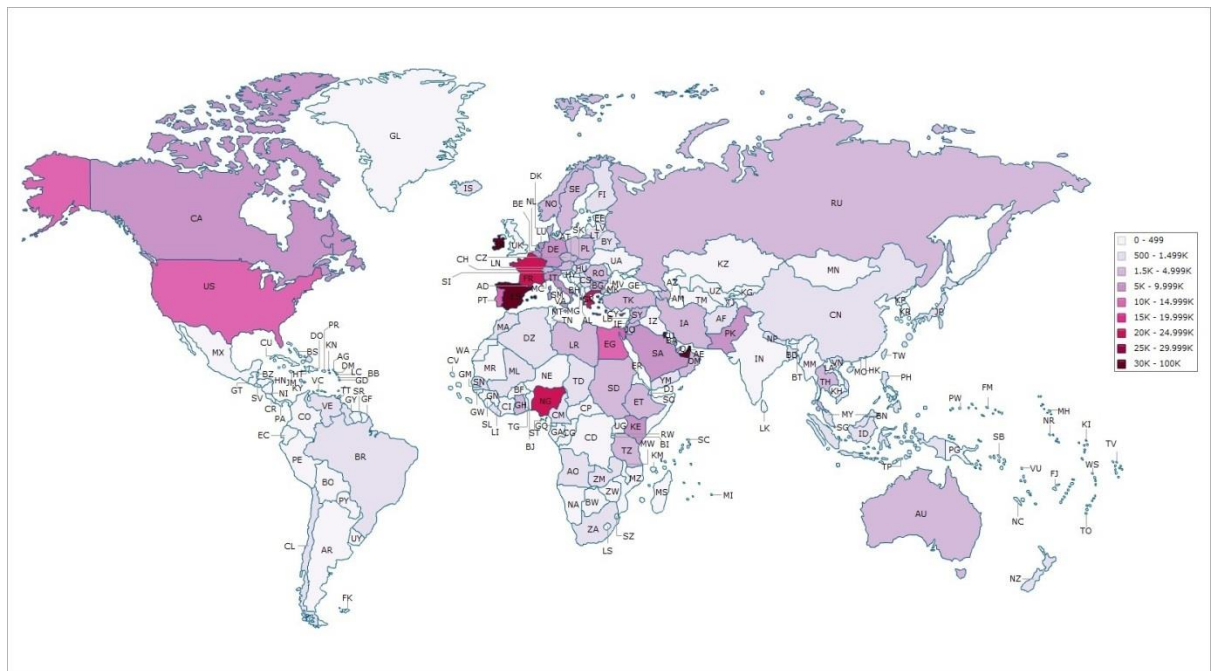 GL
IS
CA
US
MX
RU
DK
NL
BE
SE
NO
FI
EE
LV
LT
BY
SK
LU
AT
UK
CZ
DE
PL
CH
LN
UA
SI
FR
IT
HU
RO
KZ
MN
AD
MC
BG
MV
GE
AZ
UZ
KG
PT
SM
BH
MK
AM
TM
VA
TK
KP
KR
JP
MT
MG
AL
CY
SY
TN
LB
IZ
IA
AF
CN
MA
DZ
LR
EG
SA
PK
NP
AE
WA
ER
OM
IN
BD
MM
VN
LA
TW
CV
MR
ML
NE
TD
SD
YM
BT
MO
HK
GM
SN
BF
DJ
TH
PH
GN
SO
KH
GW
CI
GH
NG
CP
ET
LK
SL
LI
TG
BJ
ST
CM
GQ
GA
CG
UG
KE
RW
BI
MY
BN
SG
ID
PW
FM
MH
NR
KI
TV
CD
TZ
MW
KM
SC
TP
PG
SB
WS
AO
ZM
MZ
VU
FJ
ZW
MS
MI
NA
BW
AU
NC
TO
ZA
SZ
LS
NZ
CU
DO
PR
KN
BS
AG
DM
BB
BZ
HT
LC
GT
HN
JM
VC
GD
SV
NI
KY
TT
SR
CR
GY
GF
PA
VE
EC
CO
PE
BR
BO
PY
CL
UY
AR
FK
0 - 499
500 - 1.499K
1.5K - 4.999K
5K - 9.999K
10K - 14.999K
15K - 19.999K
20K - 24.999K
25K - 29.999K
30K - 100K